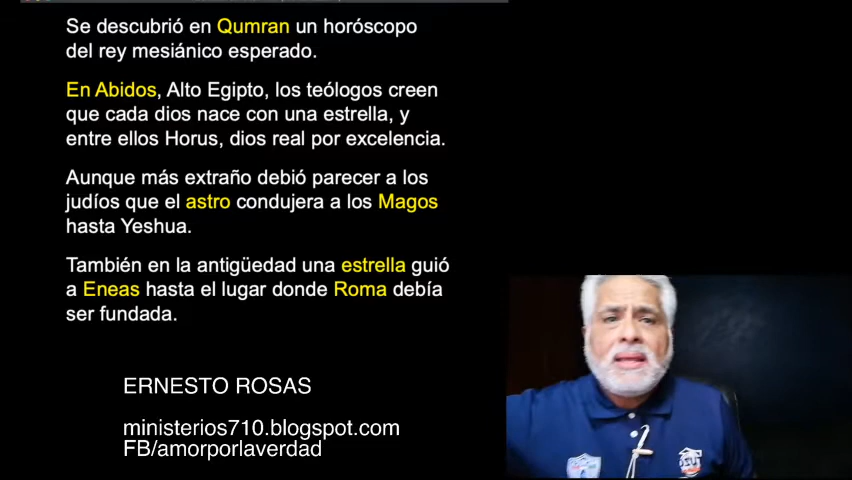 Se descubrió en Qumran un horóscopo
del rey mesiánico esperado.
En Abidos, Alto Egipto, los teólogos creen
que cada dios nace con una estrella, y
entre ellos Horus, dios real por excelencia.
Aunque más extraño debió parecer a los
judíos que el astro condujera a los Magos
hasta Yeshua.
También en la antigüedad una estrella guió
a Eneas hasta el lugar donde Roma debía
ser fundada.
ERNESTO ROSAS
ministerios710.blogspot.com
FB/amorporlaverdad